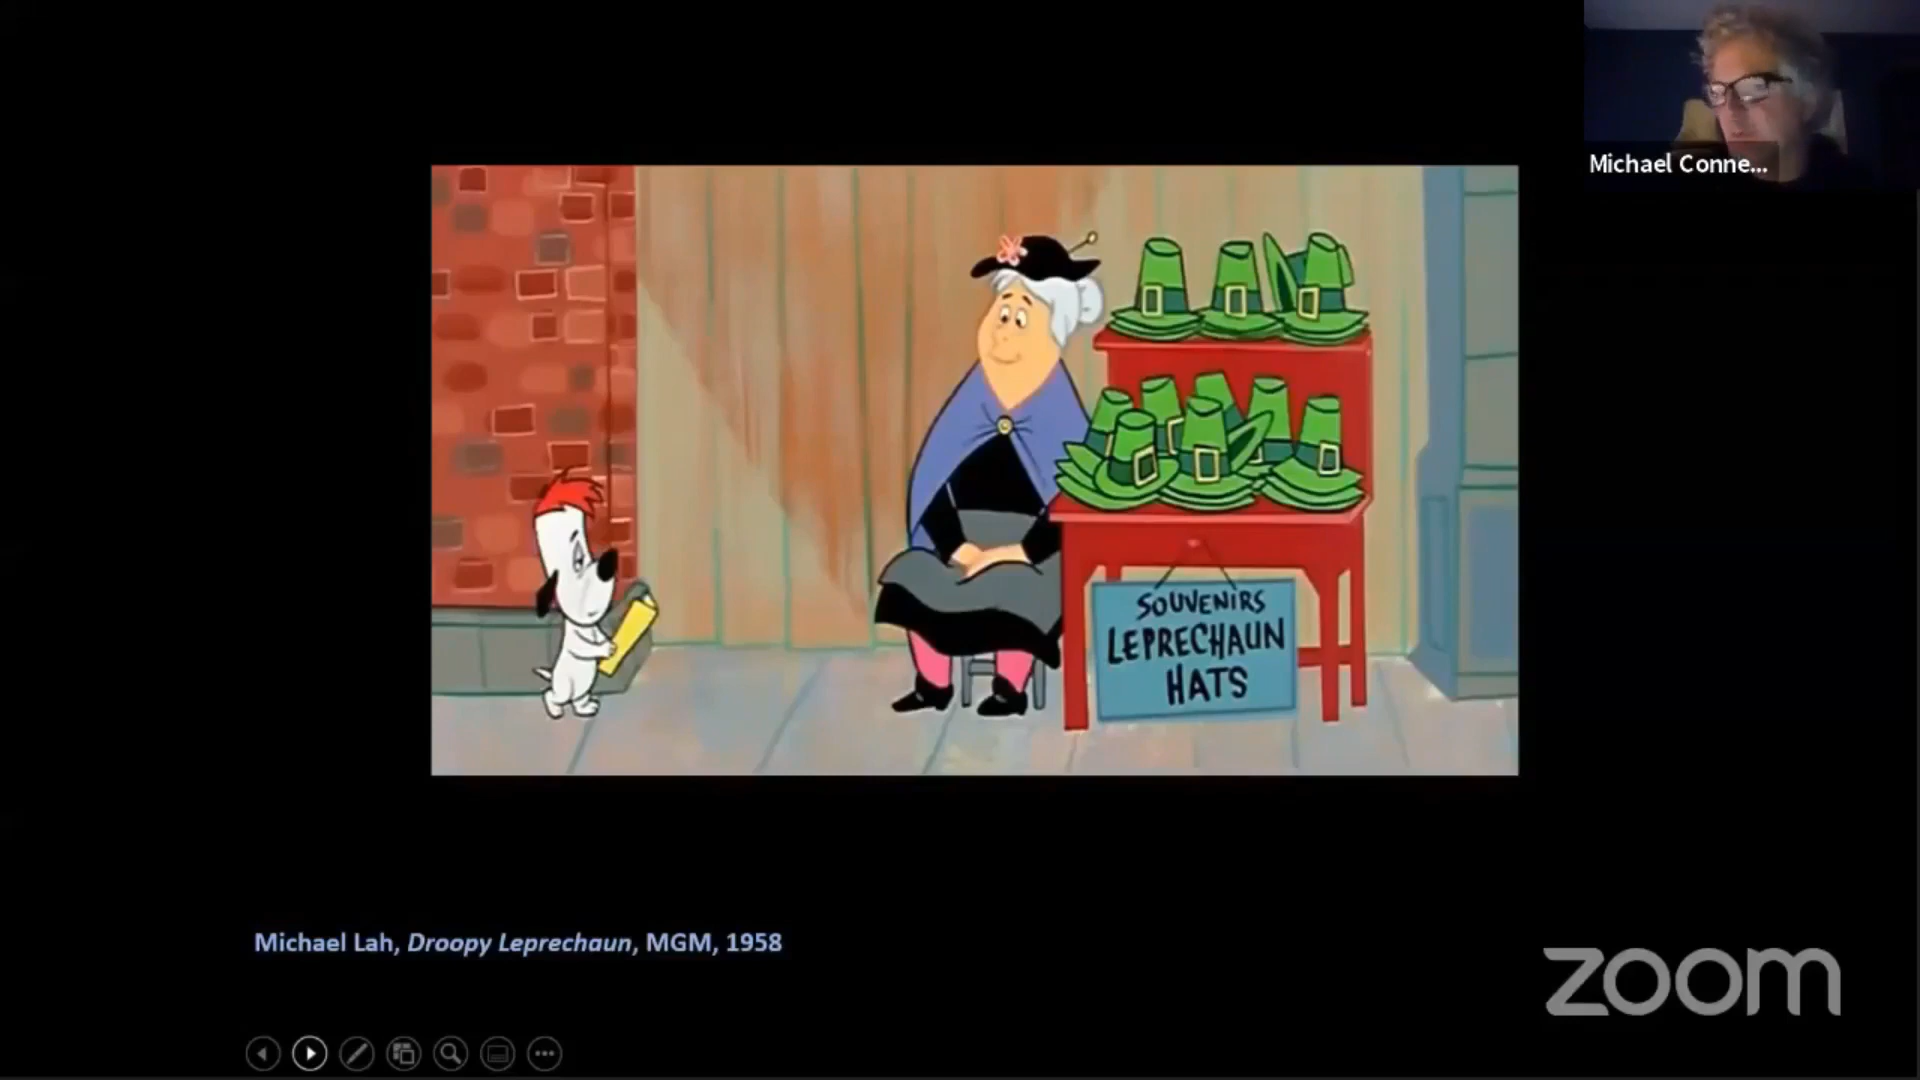 Michael Conne...
SOUVENIRS
LEPRECHAUN
HATS
Michael Lah, Droopy Leprechaun, MGM, 1958
zoom